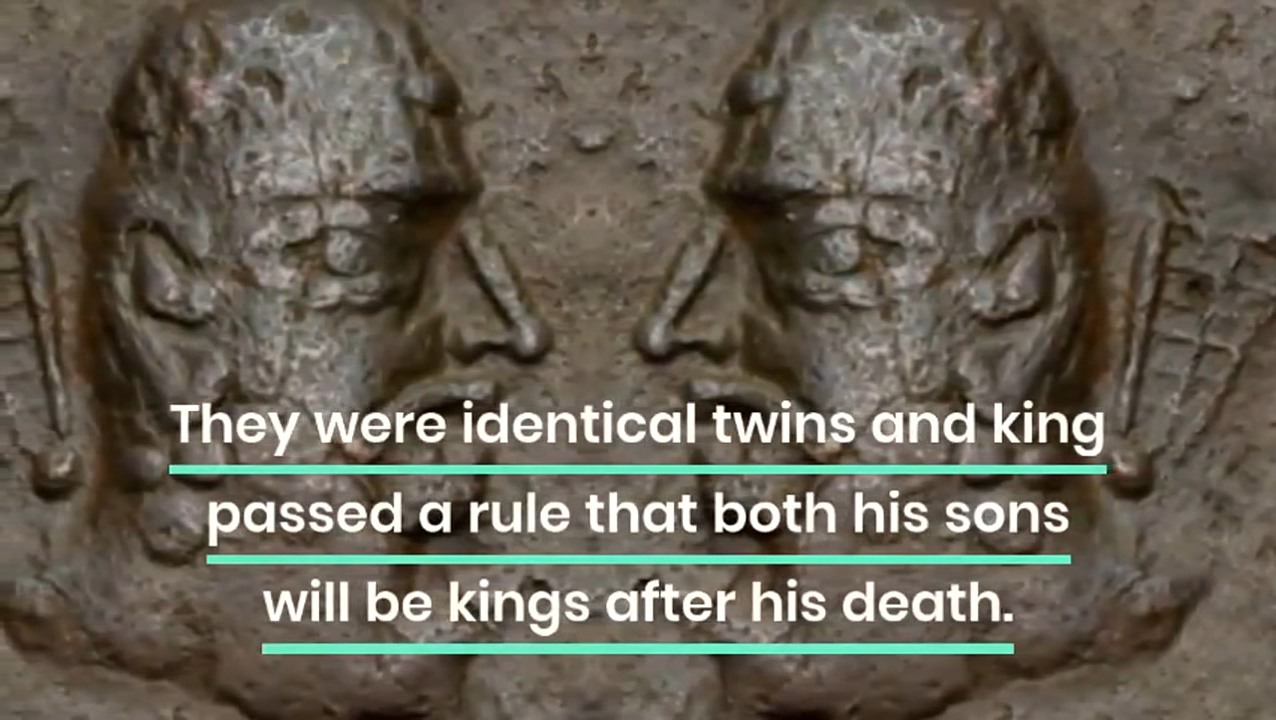 They were identical twins and king
passed a rule that both his sons
will be kings after his death.